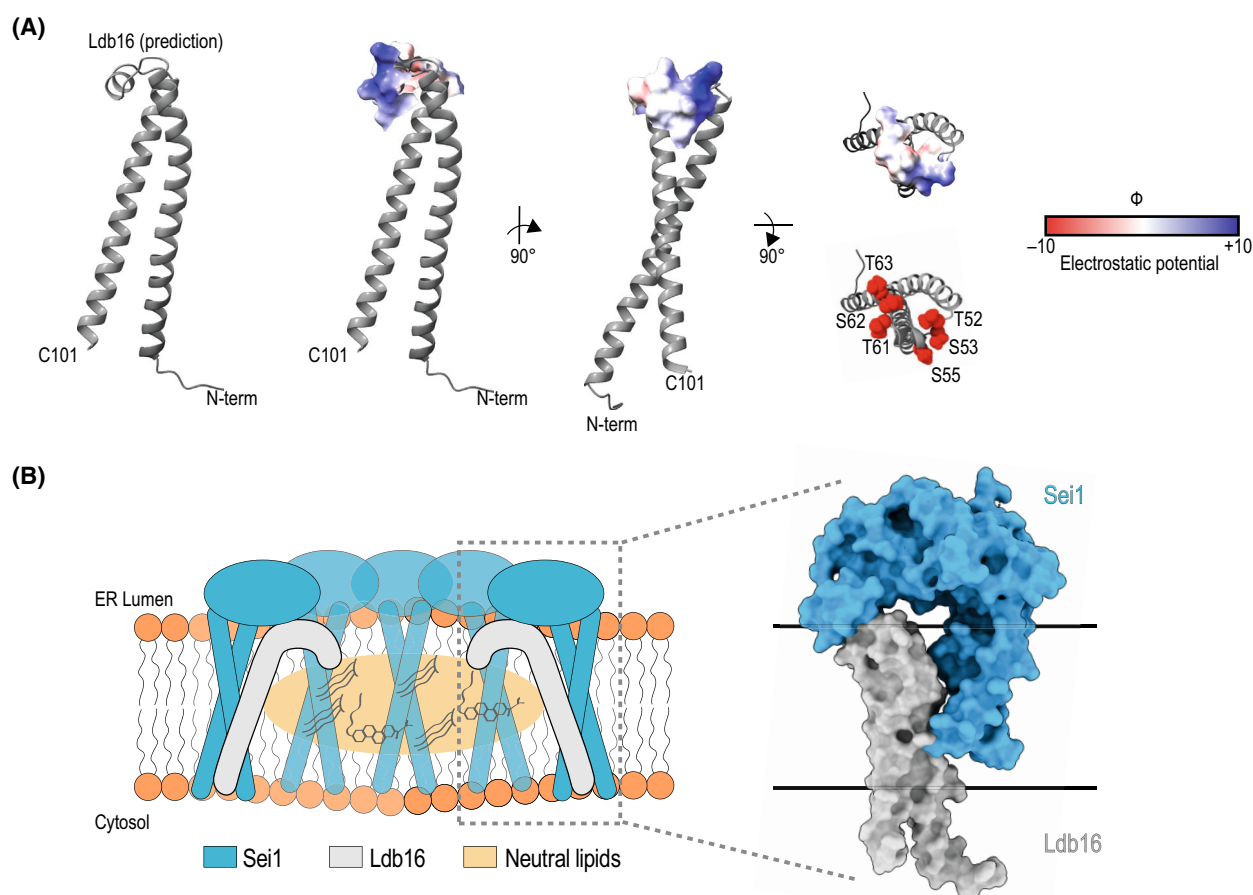 (A)
Ldb16 (prediction)
C101
N-term
C101
N-term
90°
N-term
C101
90°
T63
S62
T61
T52
S53
S55
Φ
–10
+10
Electrostatic potential
(B)
ER Lumen
Cytosol
Sei1
Ldb16
Neutral lipids
Sei1
Ldb16